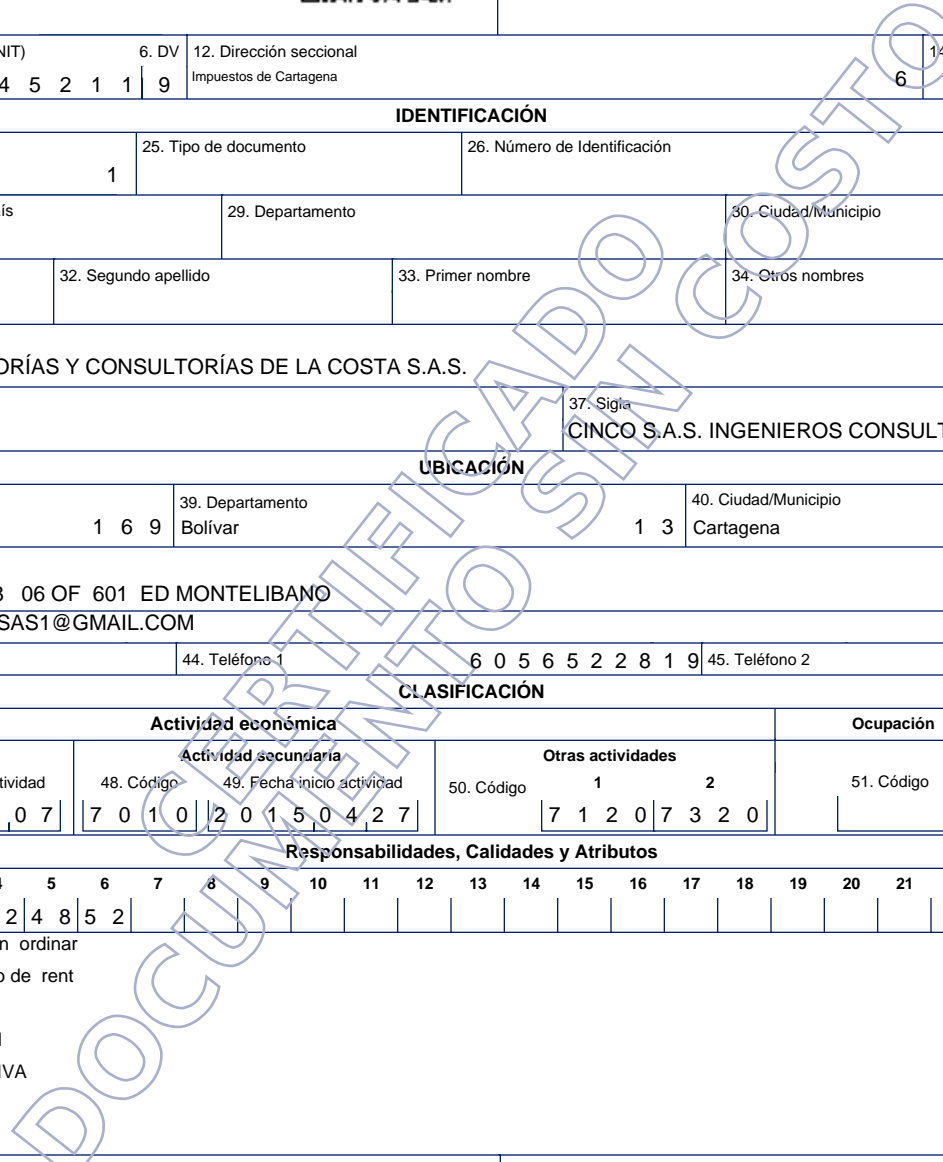 NIT) 6. DV 12. Dirección seccional 14
4 5 2 1 1 9 Impuestos de Cartagena 6
IDENTIFICACIÓN
25. Tipo de documento 26. Número de Identificación
1
ís 29. Departamento 30. Ciudad/Municipio
32. Segundo apellido 33. Primer nombre 34. Otros nombres
ORÍAS Y CONSULTORÍAS DE LA COSTA S.A.S.
37. Sigla
CINCO S.A.S. INGENIEROS CONSULT
UBICACIÓN
39. Departamento 40. Ciudad/Municipio
1 6 9 Bolívar 1 3 Cartagena
06 OF 601 ED MONTELIBANO
SAS1@GMAIL.COM
44. Teléfono 1 6 0 5 6 5 2 2 8 1 9 45. Teléfono 2
CLASIFICACIÓN
Actividad económica Ocupación
Actividad secundaria Otras actividades
tividad 48. Código 49. Fecha inicio actividad 50. Código 1 2 51. Código
0 7 7 0 1 0 2 0 1 5 0 4 2 7 7 1 2 0 7 3 2 0
Responsabilidades, Calidades y Atributos
5 6 7 8 9 10 11 12 13 14 15 16 17 18 19 20 21
2 4 8 5 2
n ordinar
o de rent
IVA
CERTIFICADO
DOCUMENTO SIN COSTO